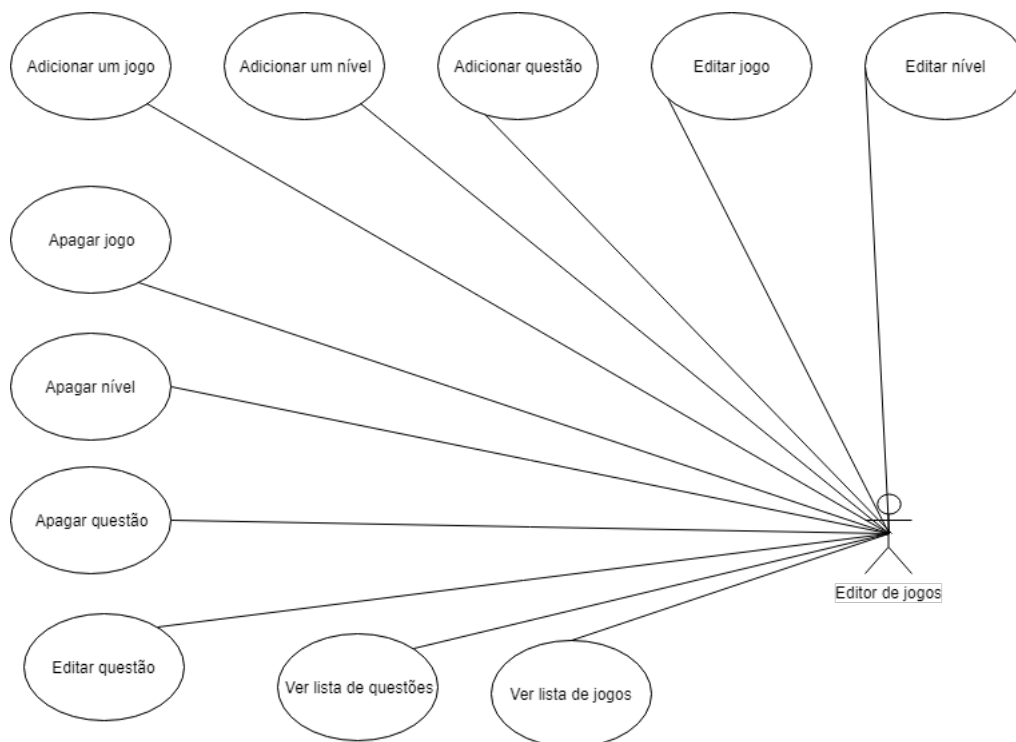 Adicionar um jogo
Adicionar um nível
Adicionar questão
Editar jogo
Editar nível
Apagar jogo
Apagar nível
Apagar questão
Editor de jogos
Editar questão
Ver lista de questões
Ver lista de jogos